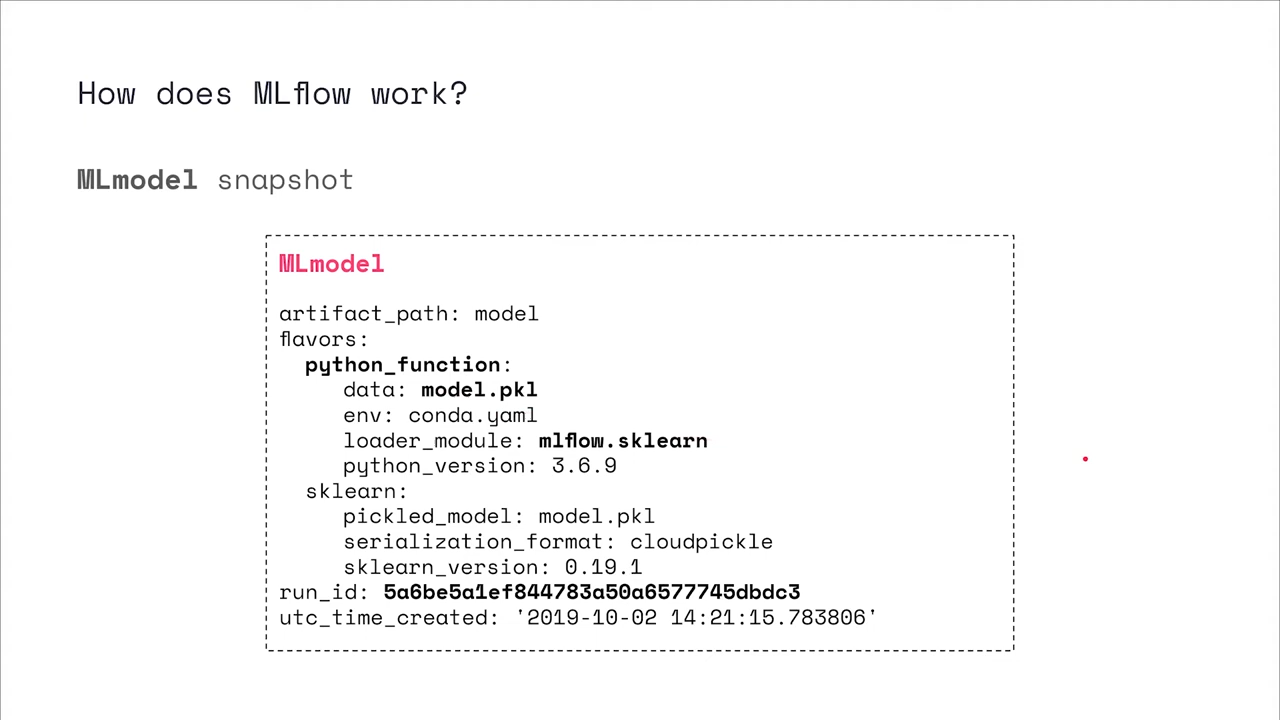 How does MLflow work?
MLmodel snapshot
MLmodel
artifact_path: model
flavors:
python_function:
data: model.pkl
env: conda.yaml
loader_module: mlflow.sklearn
python_version: 3.6.9
sklearn:
pickled_model: model.pkl
serialization_format: cloudpickle
sklearn_version: 0.19.1
run_id: 5a6be5a1ef844783a50a6577745dbdc3
utc_time_created: '2019-10-02 14:21:15.783806'